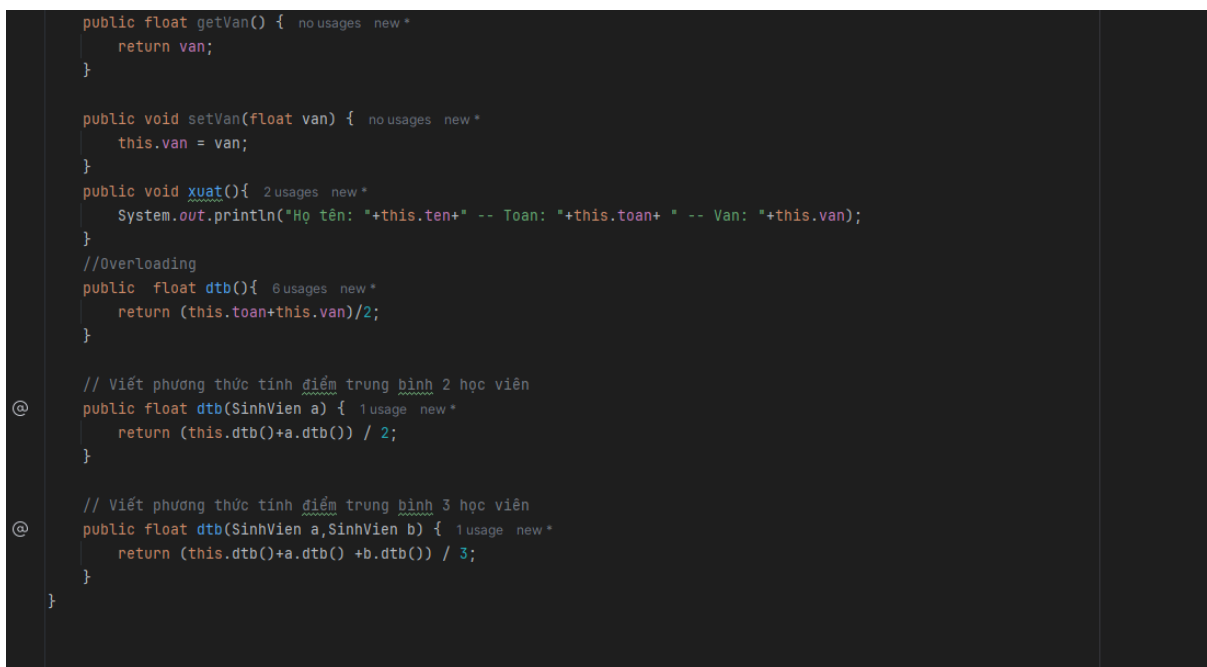 public float getVan() { no usages new *
return van;
}
public void setVan(float van) { no usages new *
this.van = van;
}
public void xuat(){ 2 usages new *
System.out.println("Họ tên: "+this.ten+" -- Toan: "+this.toan+ " -- Van: "+this.van);
}
//Overloading
public  float dtb(){ 6 usages new *
return (this.toan+this.van)/2;
}
// Viết phương thức tính điểm trung bình 2 học viên
@ public float dtb(SinhVien a) { 1 usage new *
return (this.dtb()+a.dtb()) / 2;
}
// Viết phương thức tính điểm trung bình 3 học viên
@ public float dtb(SinhVien a,SinhVien b) { 1 usage new *
return (this.dtb()+a.dtb() +b.dtb()) / 3;
}
}